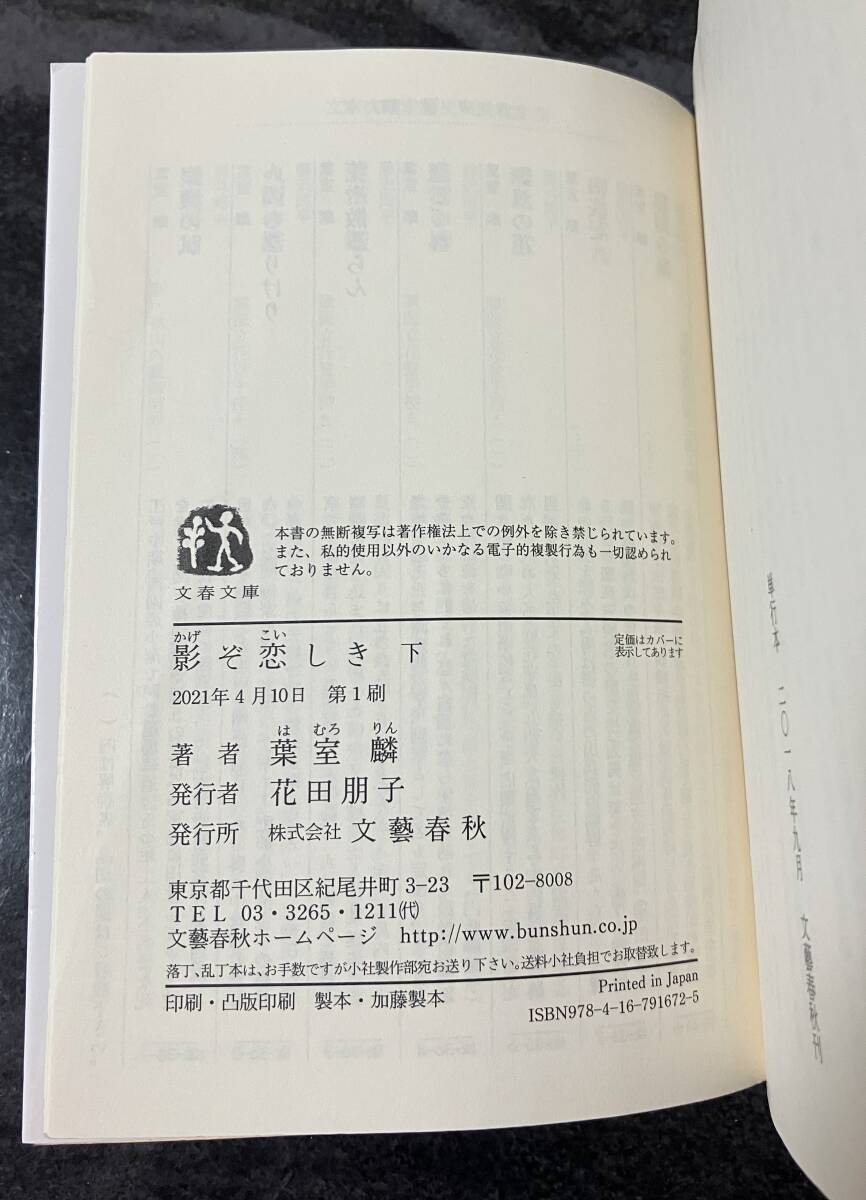 単行本 二〇一八年九月 文藝春秋刊
文春文庫
本書の無断複写は著作権法上での例外を除き禁じられています。
また、私的使用以外のいかなる電子的複製行為も一切認められ
ておりません。
かげ こい
影ぞ恋しき 下
定価はカバーに
表示してあります
2021年4月10日 第1刷
は むろ りん
著 者 葉室 麟
発行者 花田朋子
発行所 株式会社 文藝春秋
東京都千代田区紀尾井町3-23 〒102-8008
TEL 03・3265・1211㈹
文藝春秋ホームページ http://www.bunshun.co.jp
落丁、乱丁本は、お手数ですが小社製作部宛お送り下さい。送料小社負担でお取替致します。
印刷・凸版印刷 製本・加藤製本
Printed in Japan
ISBN978-4-16-791672-5